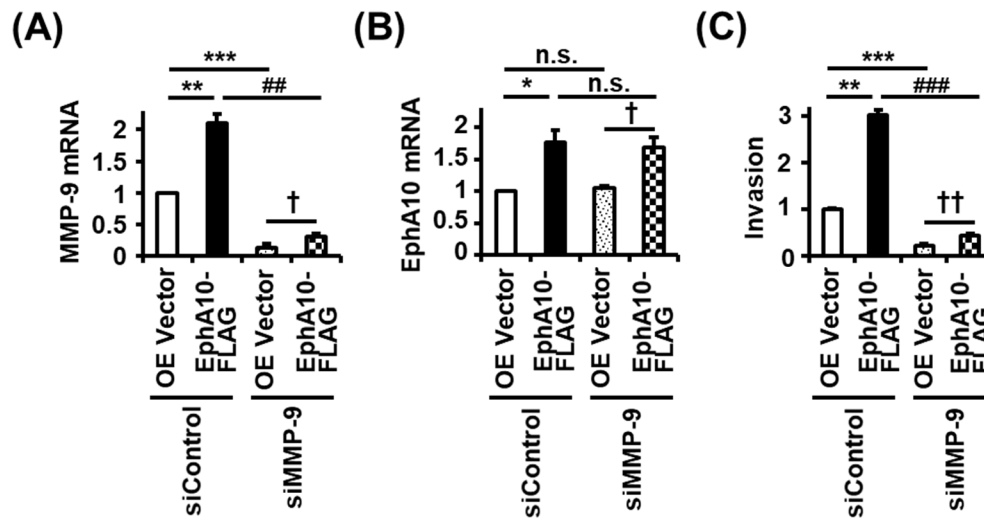 (A)
***
**
##
†
MMP-9 mRNA
2
1.5
1
0.5
0
OE Vector
EphA10-
FLAG
OE Vector
EphA10-
FLAG
siControl
siMMP-9
(B)
n.s.
*
n.s.
†
EphA10 mRNA
2
1.5
1
0.5
0
OE Vector
EphA10-
FLAG
OE Vector
EphA10-
FLAG
siControl
siMMP-9
(C)
***
**
###
††
Invasion
3
2
1
0
OE Vector
EphA10-
FLAG
OE Vector
EphA10-
FLAG
siControl
siMMP-9